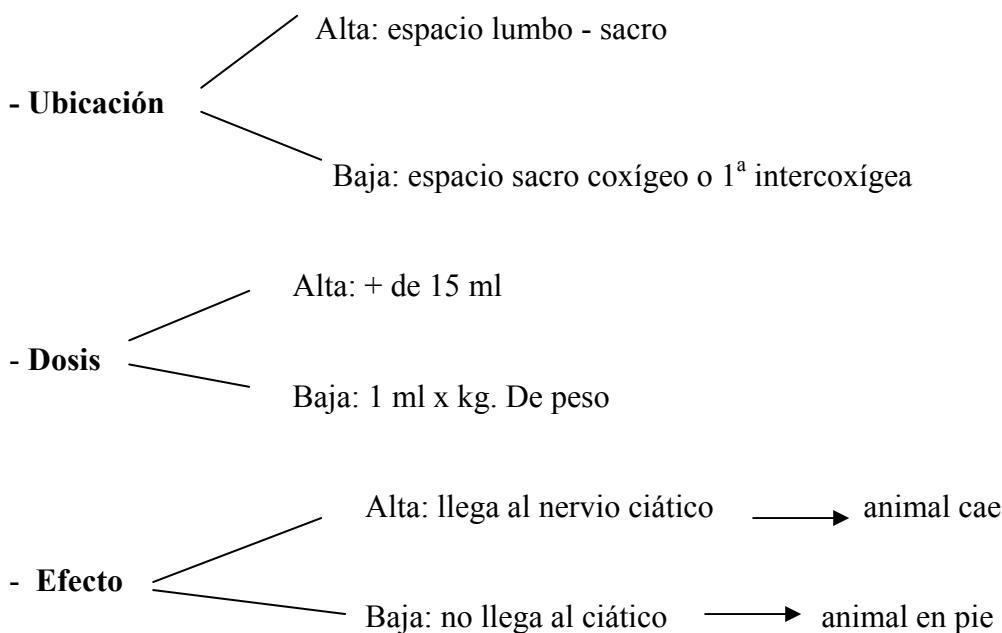 Alta: espacio lumbo - sacro
- Ubicación
Baja: espacio sacro coxígeo o 1ª intercoxígea
Alta: + de 15 ml
- Dosis
Baja: 1 ml x kg. De peso
Alta: llega al nervio ciático animal cae
- Efecto
Baja: no llega al ciático animal en pie